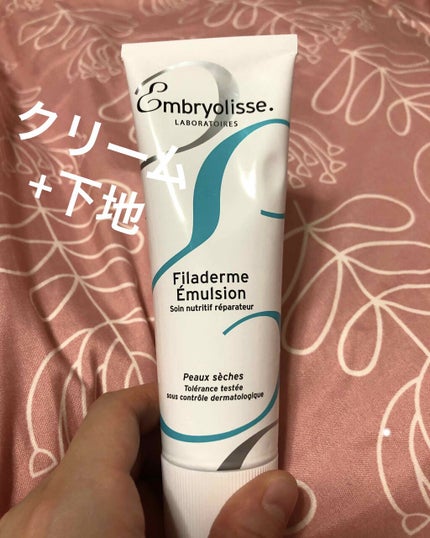 Embryolisse.
LABORATOIRES
クリーム
+下地
Filaderme
Émulsion
Soin nutritif réparateur
Peaux sèches
Tolérance testée
sous contrôle dermatologique